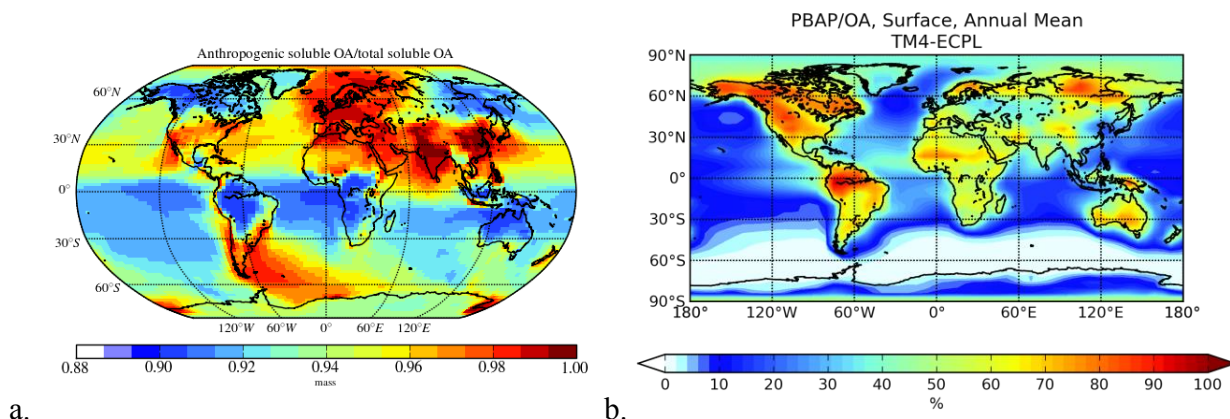 Anthropogenic soluble OA/total soluble OA
60°N
30°N
0°
30°S
60°S
120°W 60°W 0° 60°E 120°E
0.88 0.90 0.92 0.94 0.96 0.98 1.00
mass
a.
PBAP/OA, Surface, Annual Mean
TM4-ECPL
90°N
60°N
30°N
0°
30°S
60°S
90°S
180° 120°W 60°W 0° 60°E 120°E 180°
0 10 20 30 40 50 60 70 80 90 100
%
b.